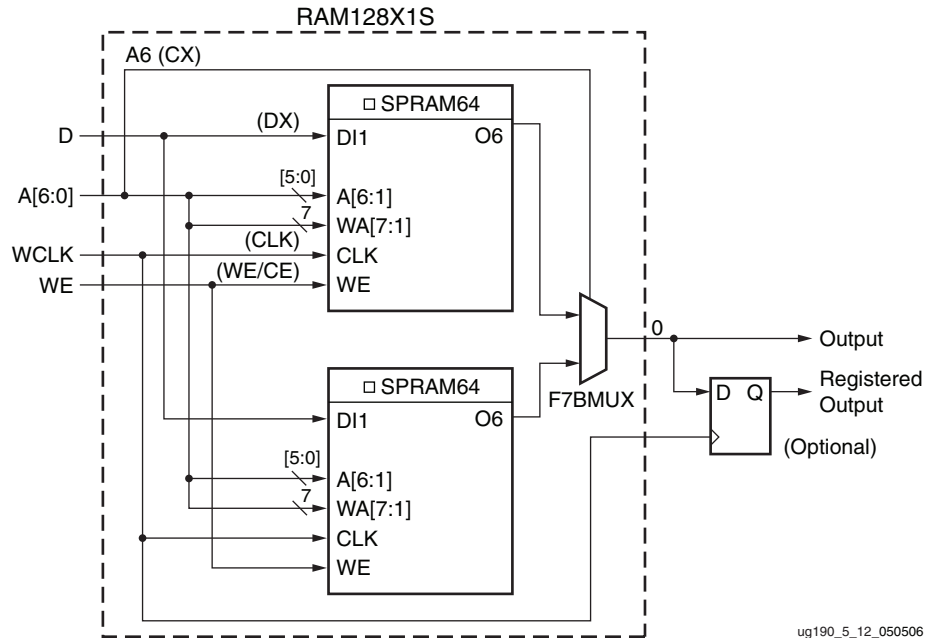 RAM128X1S
A6 (CX)
□ SPRAM64
D
(DX)
DI1
O6
A[6:0]
[5:0]
A[6:1]
7
WA[7:1]
WCLK
(CLK)
CLK
WE
(WE/CE)
WE
0
Output
F7BMUX
D Q
Registered
Output
(Optional)
□ SPRAM64
DI1
O6
[5:0]
A[6:1]
7
WA[7:1]
CLK
WE
ug190_5_12_050506